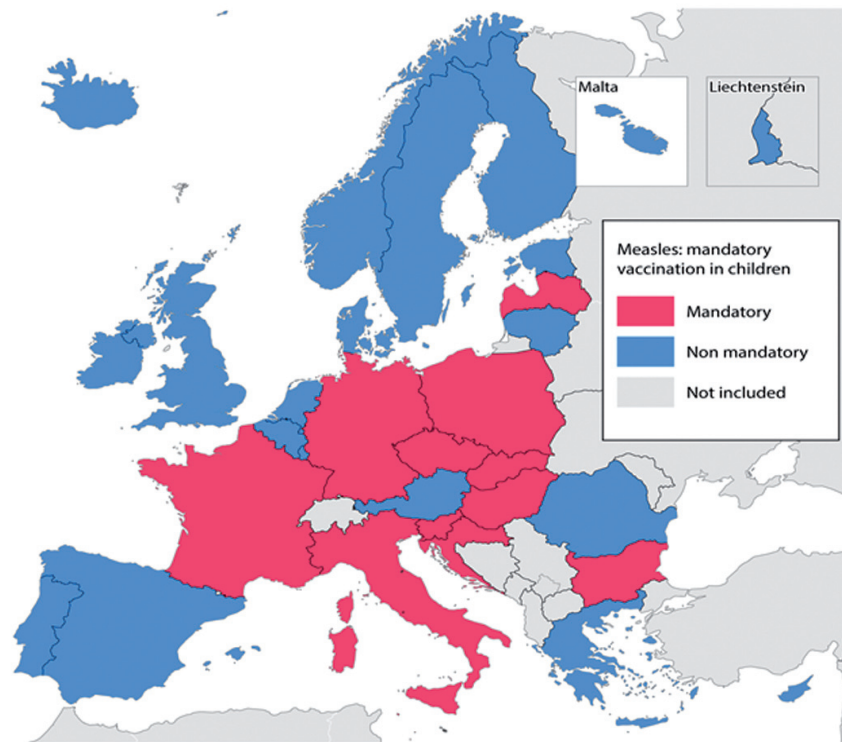 Malta
Liechtenstein
Measles: mandatory
vaccination in children
Mandatory
Non mandatory
Not included